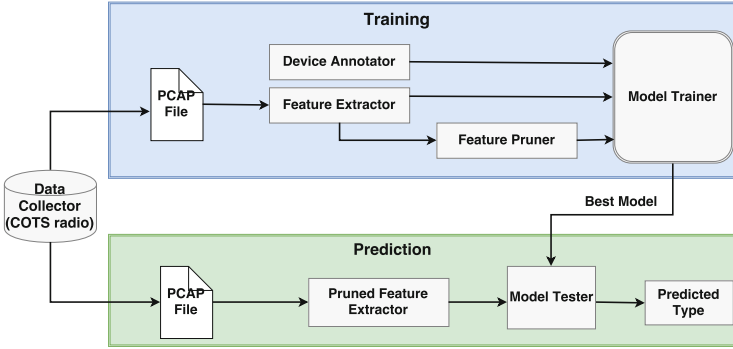 Training
Device Annotator
PCAP
File
Feature Extractor
Model Trainer
Feature Pruner
Data
Collector
(COTS radio)
Best Model
Prediction
PCAP
File
Pruned Feature
Extractor
Model Tester
Predicted
Type